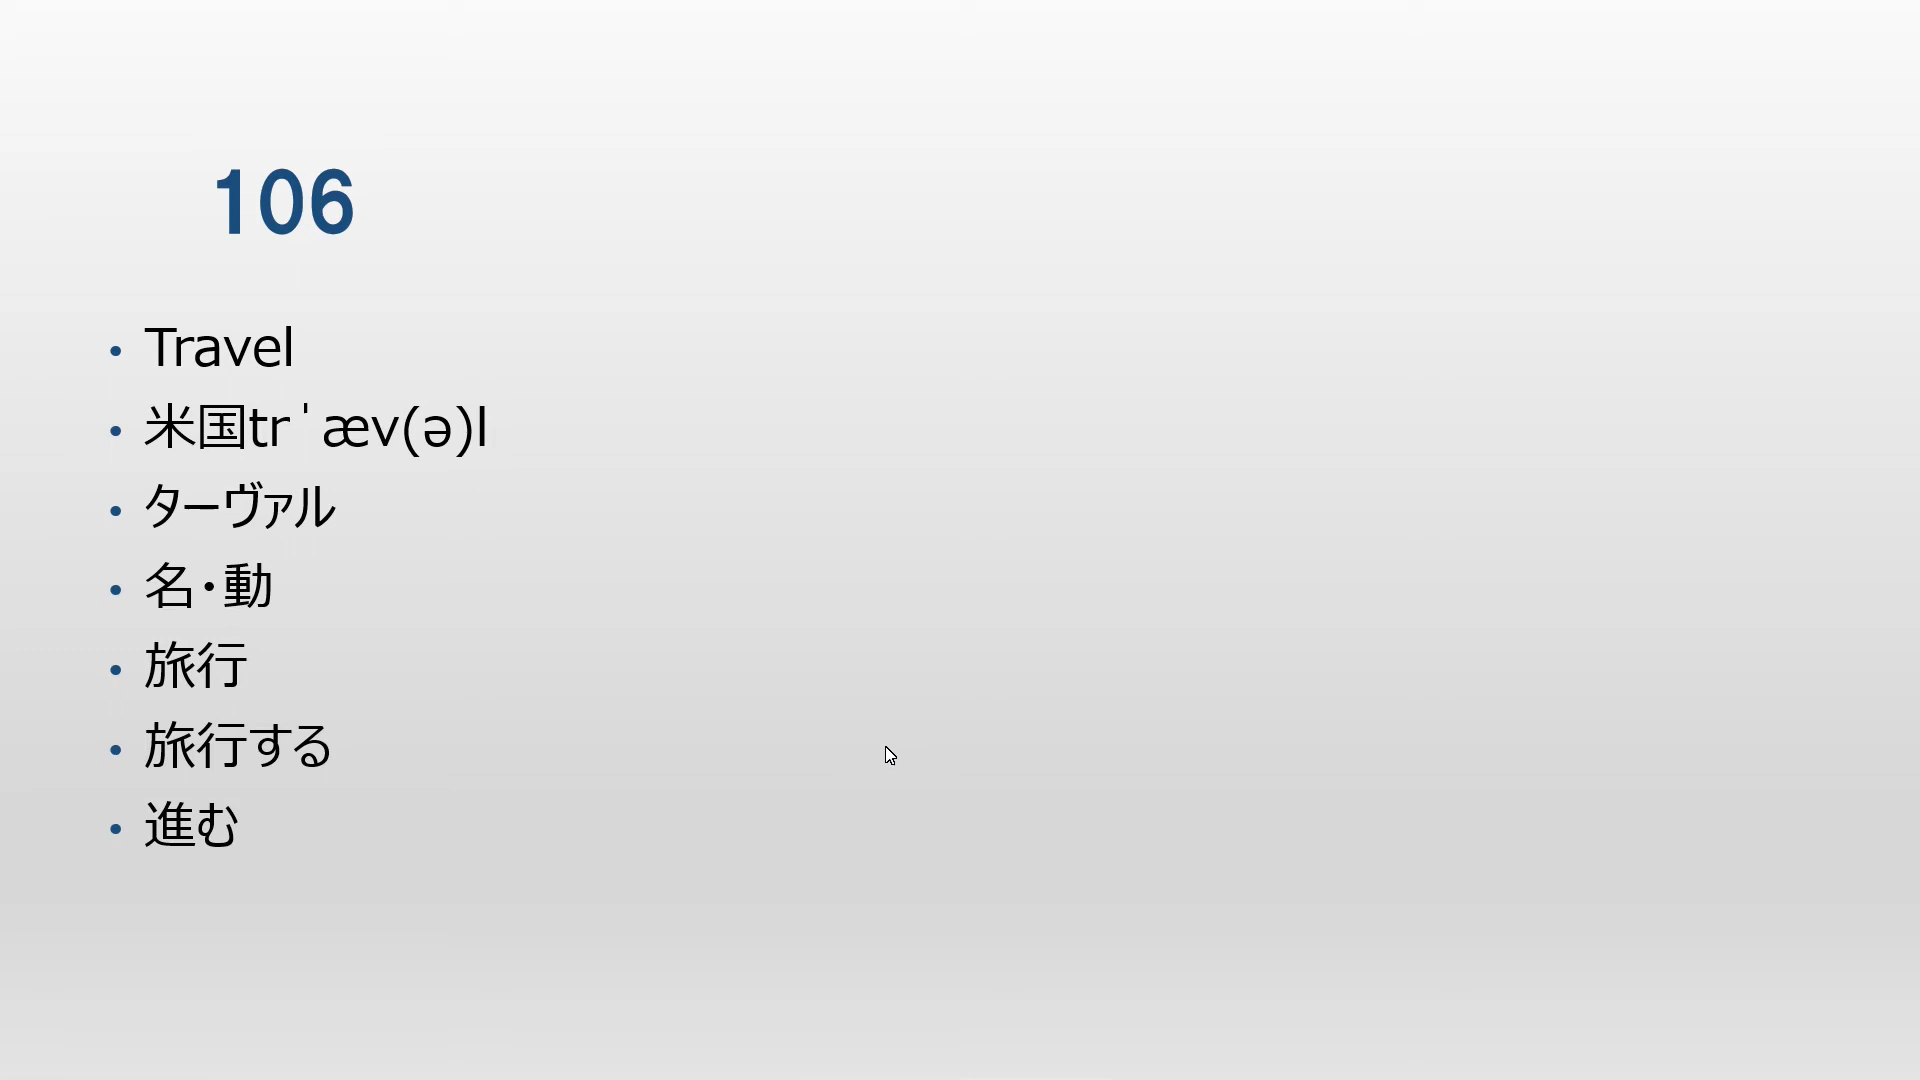 106
Travel
米国trˈæv(ə)l
ターヴァル
名・動
旅行
旅行する
進む